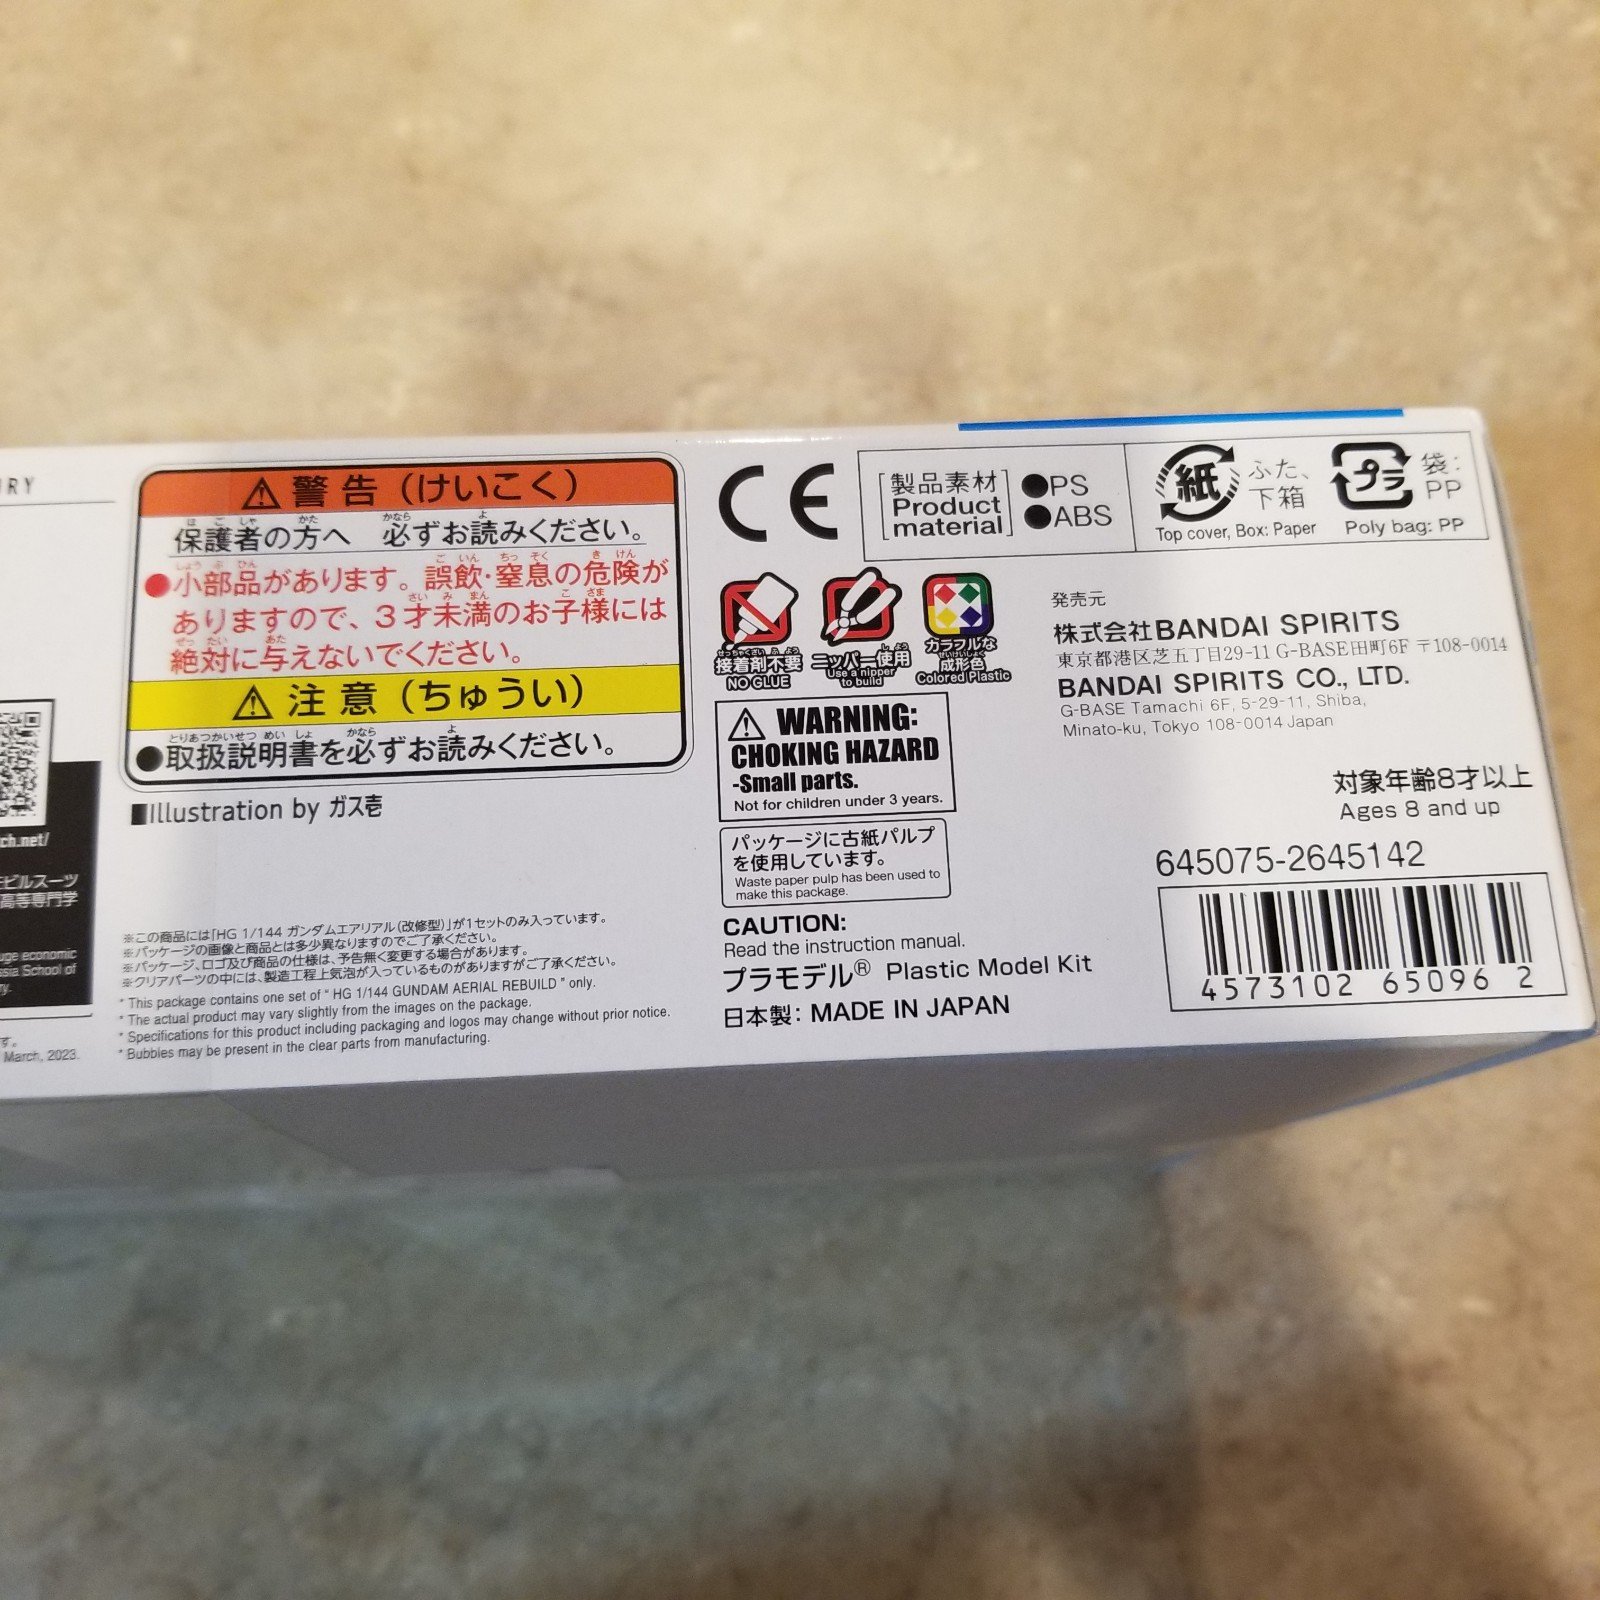 ORY
ch.net/
ビルスーツ
高等専門学
uge economic
ssia School of
ry.
す。
March, 2023.
⚠ 警告（けいこく）
保護者の方へ 必ずお読みください。
●小部品があります。誤飲・窒息の危険が
ありますので、3才未満のお子様には
絶対に与えないでください。
⚠ 注意（ちゅうい）
●取扱説明書を必ずお読みください。
■Illustration by ガス壱
※この商品には「HG 1/144 ガンダムエアリアル(改修型)」が1セットのみ入っています。
※パッケージの画像と商品とは多少異なりますのでご了承ください。
※パッケージ、ロゴ及び商品の仕様は、予告無く変更する場合があります。
※クリアパーツの中には、製造工程上気泡が入っているものがありますがご了承ください。
* This package contains one set of " HG 1/144 GUNDAM AERIAL REBUILD " only.
* The actual product may vary slightly from the images on the package.
* Specifications for this product including packaging and logos may change without prior notice.
* Bubbles may be present in the clear parts from manufacturing.
CE
[製品素材
Product
material]
●PS
●ABS
紙
ふた、
下箱
Top cover, Box: Paper
プラ
袋:
PP
Poly bag: PP
接着剤不要
NO GLUE
ニッパー使用
Use a nipper
to build
カラフルな
成形色
Colored Plastic
⚠ WARNING:
CHOKING HAZARD
-Small parts.
Not for children under 3 years.
パッケージに古紙パルプ
を使用しています。
Waste paper pulp has been used to
make this package.
CAUTION:
Read the instruction manual.
プラモデル® Plastic Model Kit
日本製: MADE IN JAPAN
発売元
株式会社BANDAI SPIRITS
東京都港区芝五丁目29-11 G-BASE田町6F 〒108-0014
BANDAI SPIRITS CO., LTD.
G-BASE Tamachi 6F, 5-29-11, Shiba,
Minato-ku, Tokyo 108-0014 Japan
対象年齢8才以上
Ages 8 and up
645075-2645142
4573102 65096 2